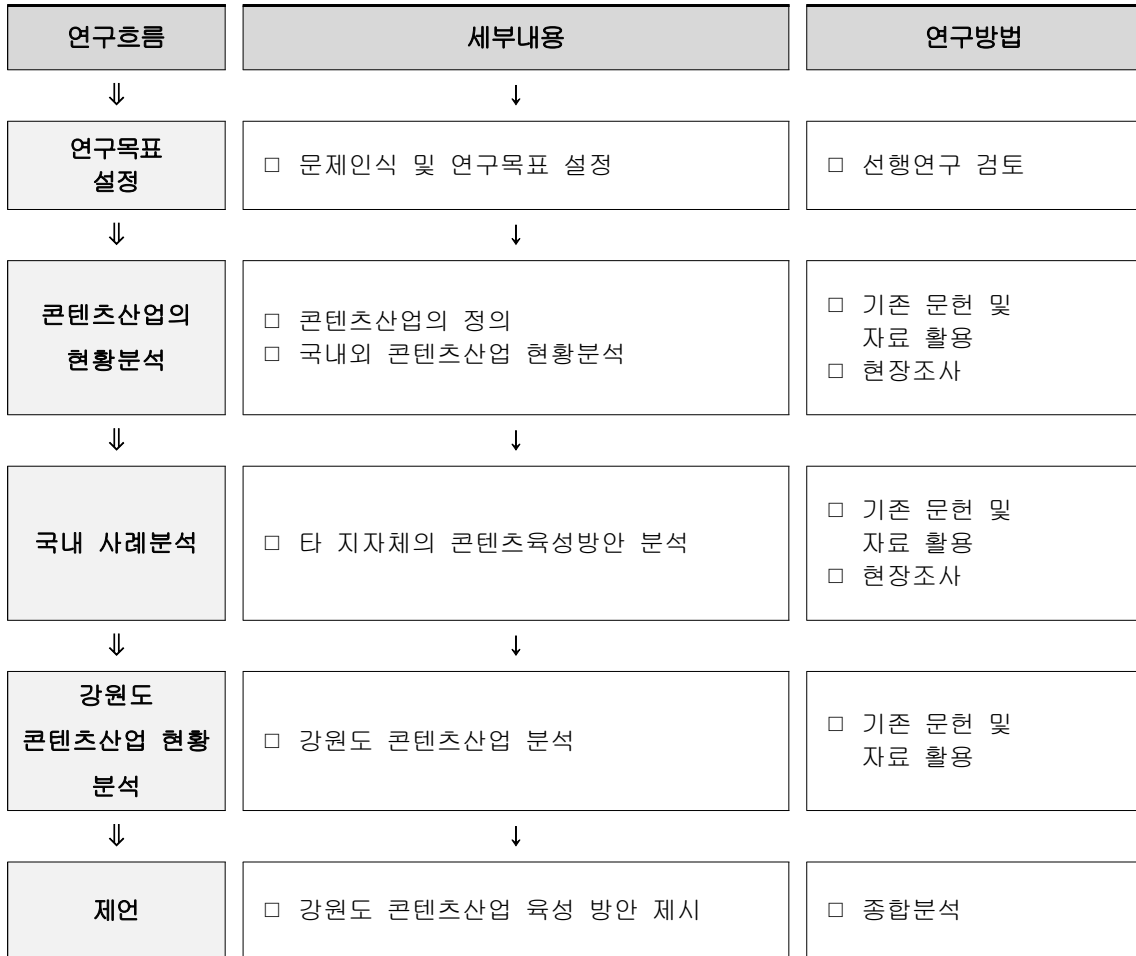 연구흐름 세부내용 연구방법
⇓ ↓
연구목표
설정
□ 문제인식 및 연구목표 설정
□ 선행연구 검토
⇓ ↓
콘텐츠산업의
현황분석
□ 콘텐츠산업의 정의
□ 국내외 콘텐츠산업 현황분석
□ 기존 문헌 및
자료 활용
□ 현장조사
⇓ ↓
국내 사례분석
□ 타 지자체의 콘텐츠육성방안 분석
□ 기존 문헌 및
자료 활용
□ 현장조사
⇓ ↓
강원도
콘텐츠산업 현황
분석
□ 강원도 콘텐츠산업 분석
□ 기존 문헌 및
자료 활용
⇓ ↓
제언
□ 강원도 콘텐츠산업 육성 방안 제시
□ 종합분석